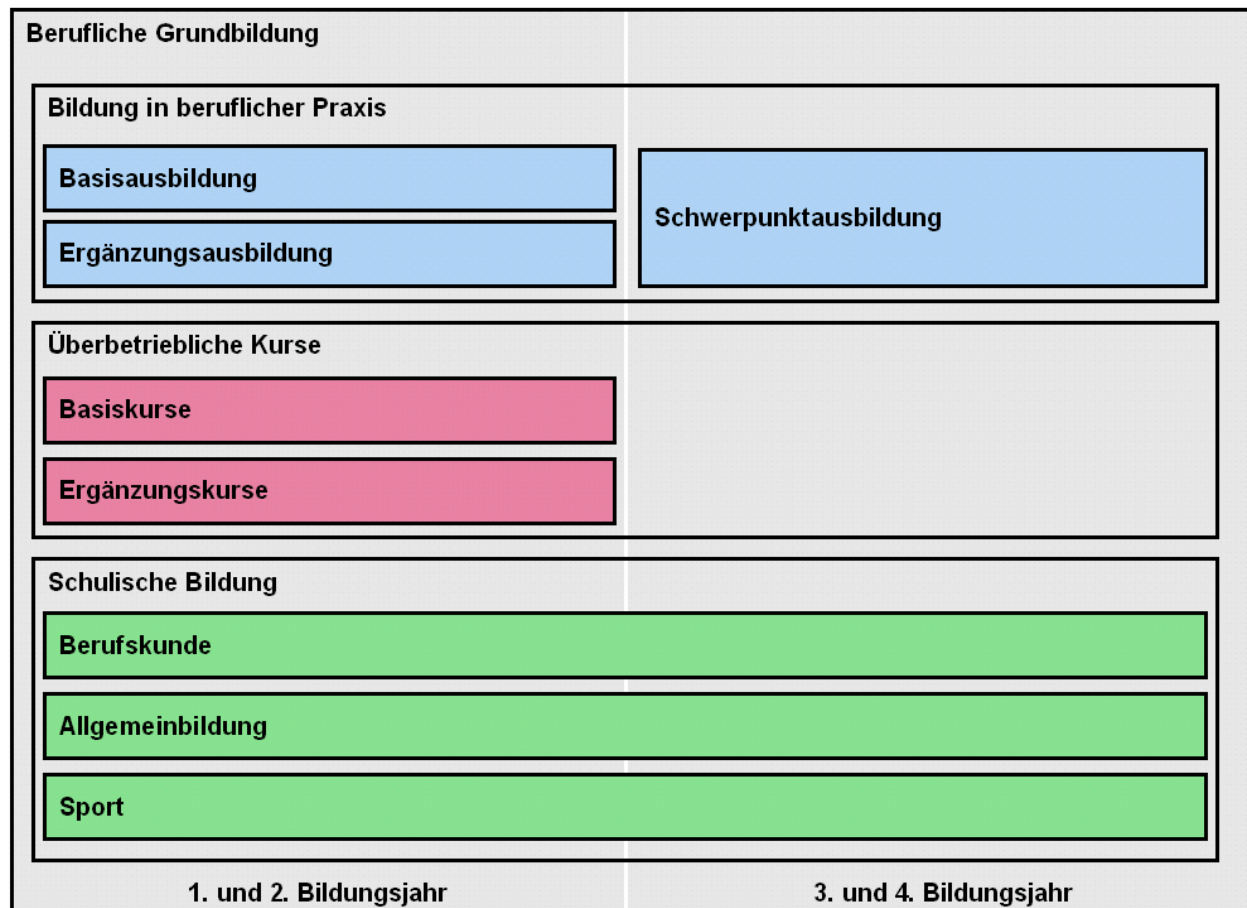 Berufliche Grundbildung
Bildung in beruflicher Praxis
Basisausbildung
Ergänzungsausbildung
Schwerpunktausbildung
Überbetriebliche Kurse
Basiskurse
Ergänzungskurse
Schulische Bildung
Berufskunde
Allgemeinbildung
Sport
1. und 2. Bildungsjahr
3. und 4. Bildungsjahr